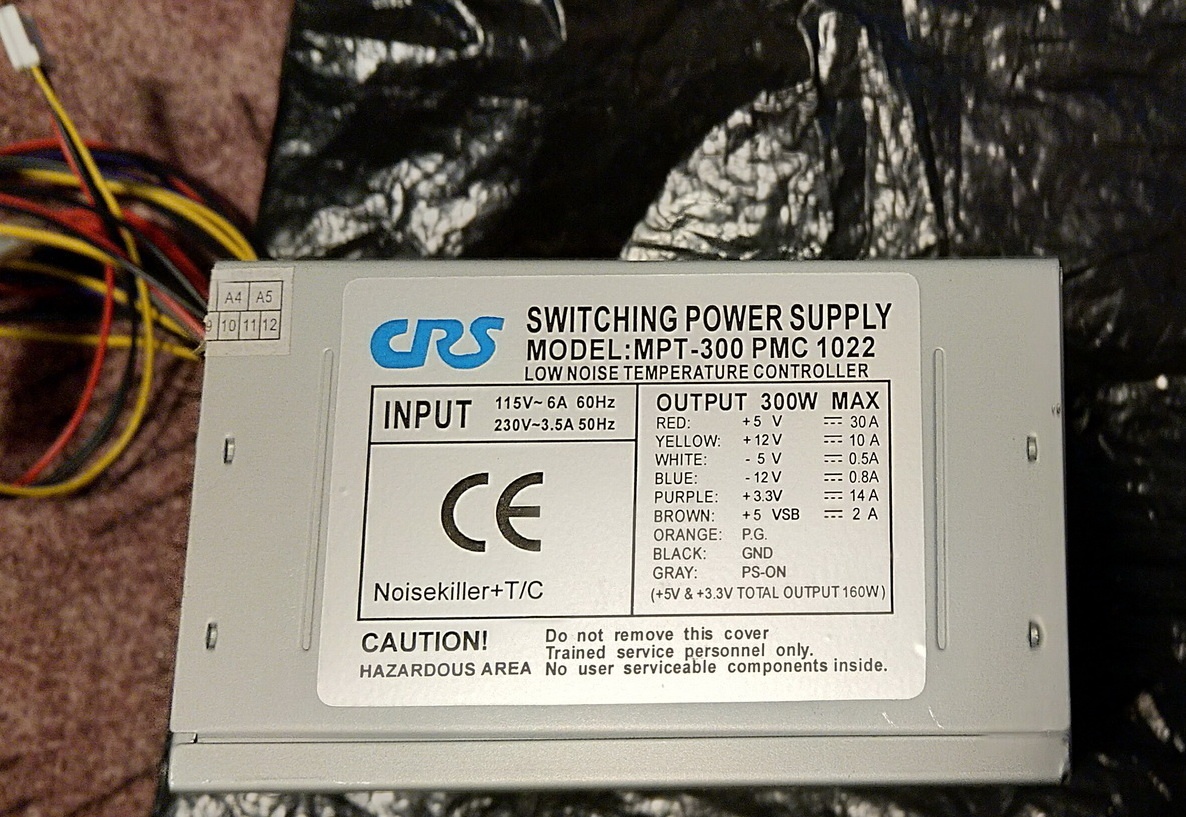 A4 A5
9 10 11 12
CRS
SWITCHING POWER SUPPLY
MODEL:MPT-300 PMC 1022
LOW NOISE TEMPERATURE CONTROLLER
INPUT 115V~ 6A 60Hz
230V~3.5A 50Hz
CE
Noisekiller+T/C
OUTPUT 300W MAX
RED: +5 V ⎓ 30A
YELLOW: +12V ⎓ 10 A
WHITE: - 5 V ⎓ 0.5A
BLUE: -12V ⎓ 0.8A
PURPLE: +3.3V ⎓ 14 A
BROWN: +5 VSB ⎓ 2 A
ORANGE: P.G.
BLACK: GND
GRAY: PS-ON
(+5V & +3.3V TOTAL OUTPUT 160W)
CAUTION!
HAZARDOUS AREA
Do not remove this cover
Trained service personnel only.
No user serviceable components inside.